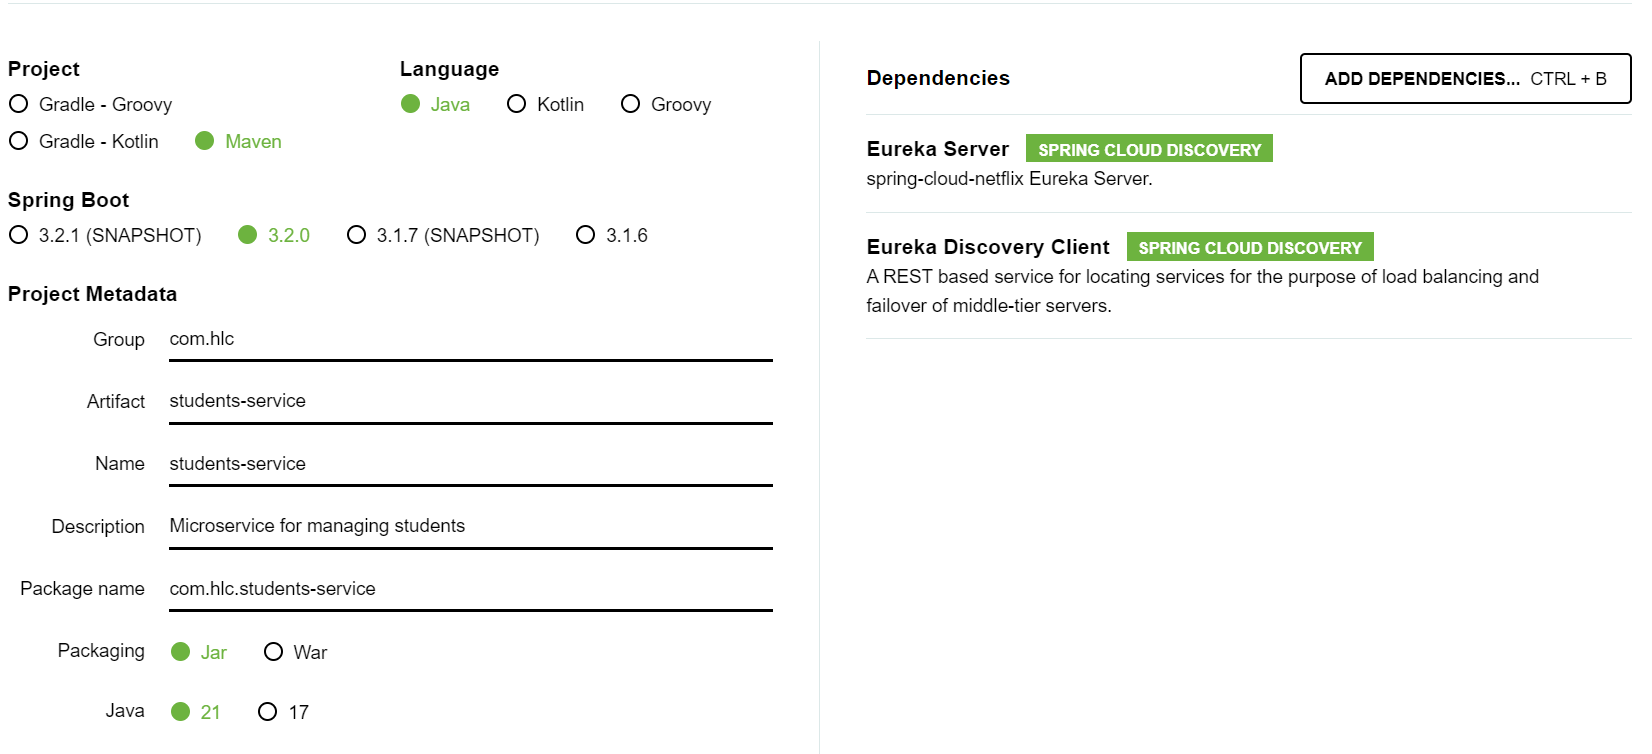 Project
Gradle - Groovy
Gradle - Kotlin Maven
Language
Java Kotlin Groovy
Spring Boot
3.2.1 (SNAPSHOT) 3.2.0 3.1.7 (SNAPSHOT) 3.1.6
Project Metadata
Group com.hlc
Artifact students-service
Name students-service
Description Microservice for managing students
Package name com.hlc.students-service
Packaging Jar War
Java 21 17
Dependencies ADD DEPENDENCIES... CTRL + B
Eureka Server SPRING CLOUD DISCOVERY
spring-cloud-netflix Eureka Server.
Eureka Discovery Client SPRING CLOUD DISCOVERY
A REST based service for locating services for the purpose of load balancing and
failover of middle-tier servers.